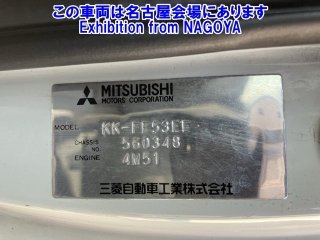 この車両は名古屋会場にあります
Exhibition from NAGOYA
MITSUBISHI
MOTORS CORPORATION
MODEL KK-FF53EE
CHASSIS NO. 560348
ENGINE 4M51
三菱自動車工業株式会社